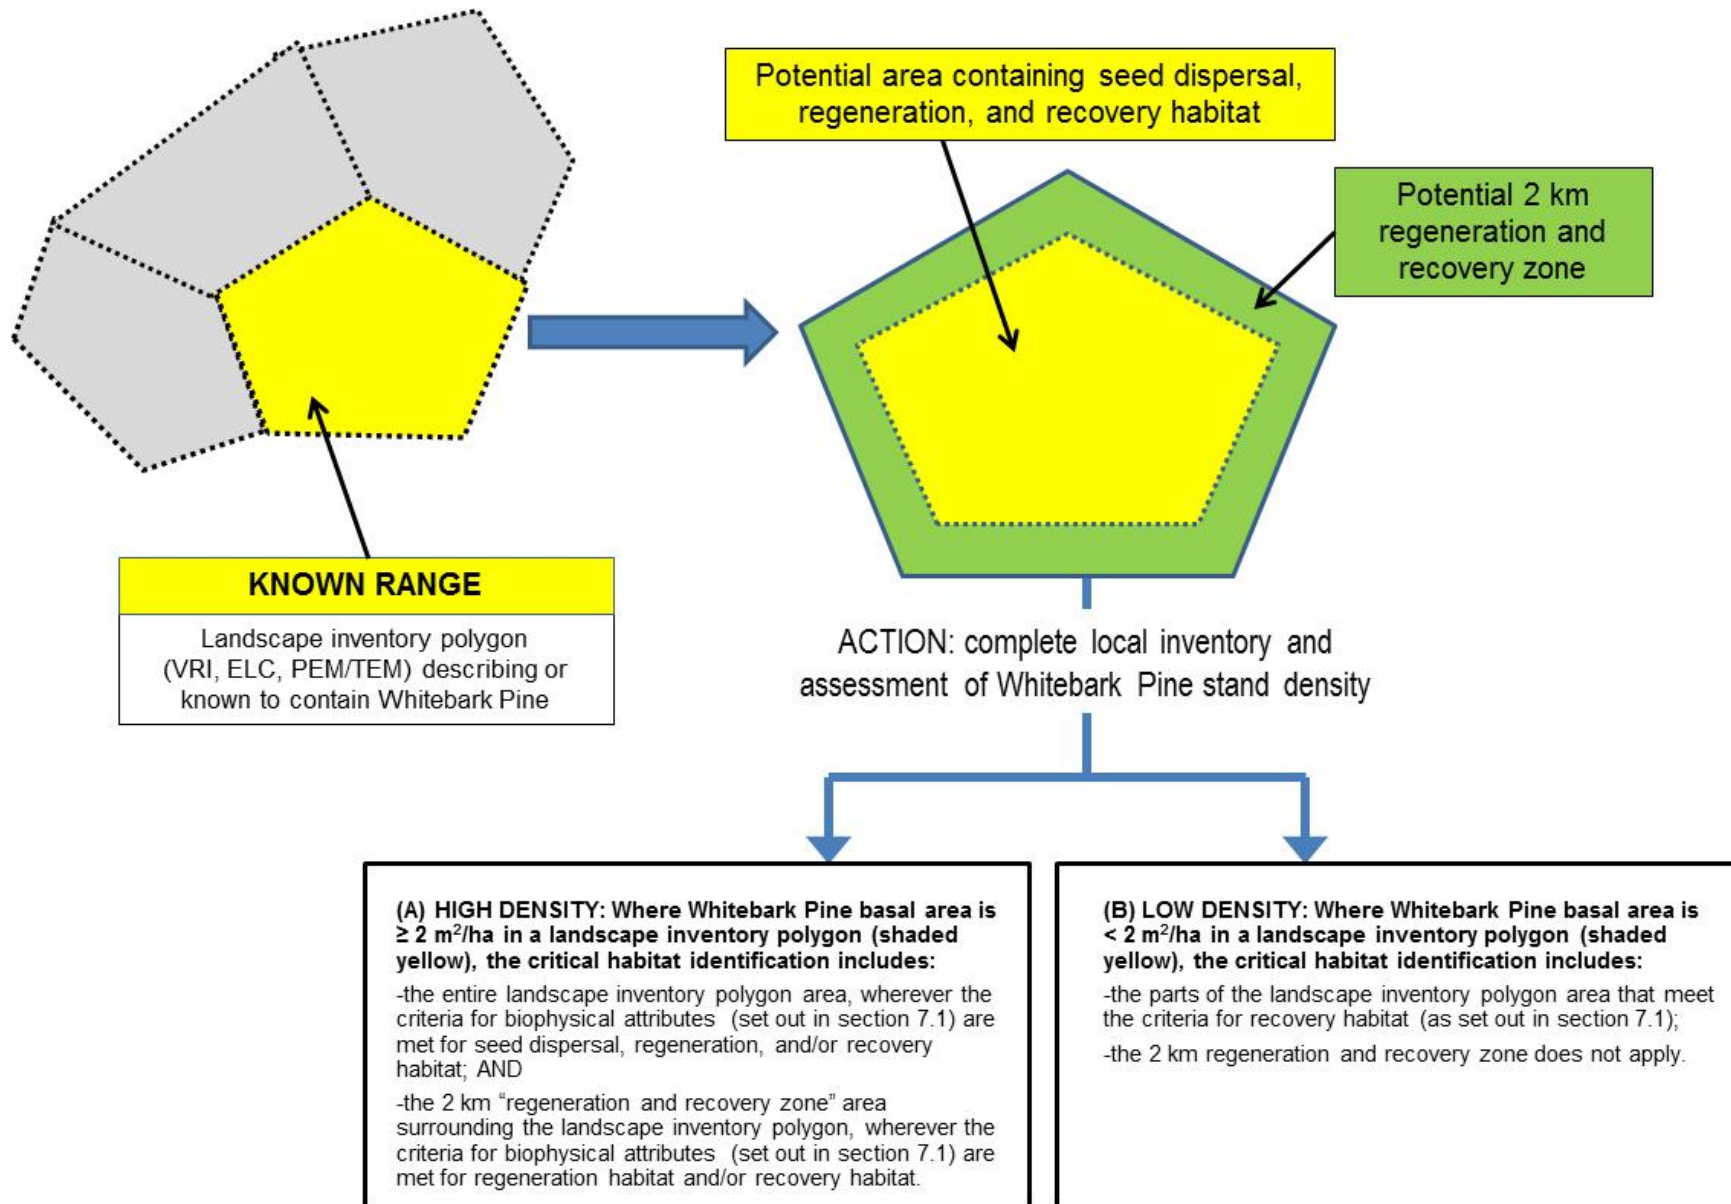 Potential area containing seed dispersal,
regeneration, and recovery habitat
Potential 2 km
regeneration and
recovery zone
KNOWN RANGE
Landscape inventory polygon
(VRI, ELC, PEM/TEM) describing or
known to contain Whitebark Pine
ACTION: complete local inventory and
assessment of Whitebark Pine stand density
(A) HIGH DENSITY: Where Whitebark Pine basal area is
≥ 2 m²/ha in a landscape inventory polygon (shaded
yellow), the critical habitat identification includes:
-the entire landscape inventory polygon area, wherever the
criteria for biophysical attributes (set out in section 7.1) are
met for seed dispersal, regeneration, and/or recovery
habitat; AND
-the 2 km “regeneration and recovery zone” area
surrounding the landscape inventory polygon, wherever the
criteria for biophysical attributes (set out in section 7.1) are
met for regeneration habitat and/or recovery habitat.
(B) LOW DENSITY: Where Whitebark Pine basal area is
< 2 m²/ha in a landscape inventory polygon (shaded
yellow), the critical habitat identification includes:
-the parts of the landscape inventory polygon area that meet
the criteria for recovery habitat (as set out in section 7.1);
-the 2 km regeneration and recovery zone does not apply.